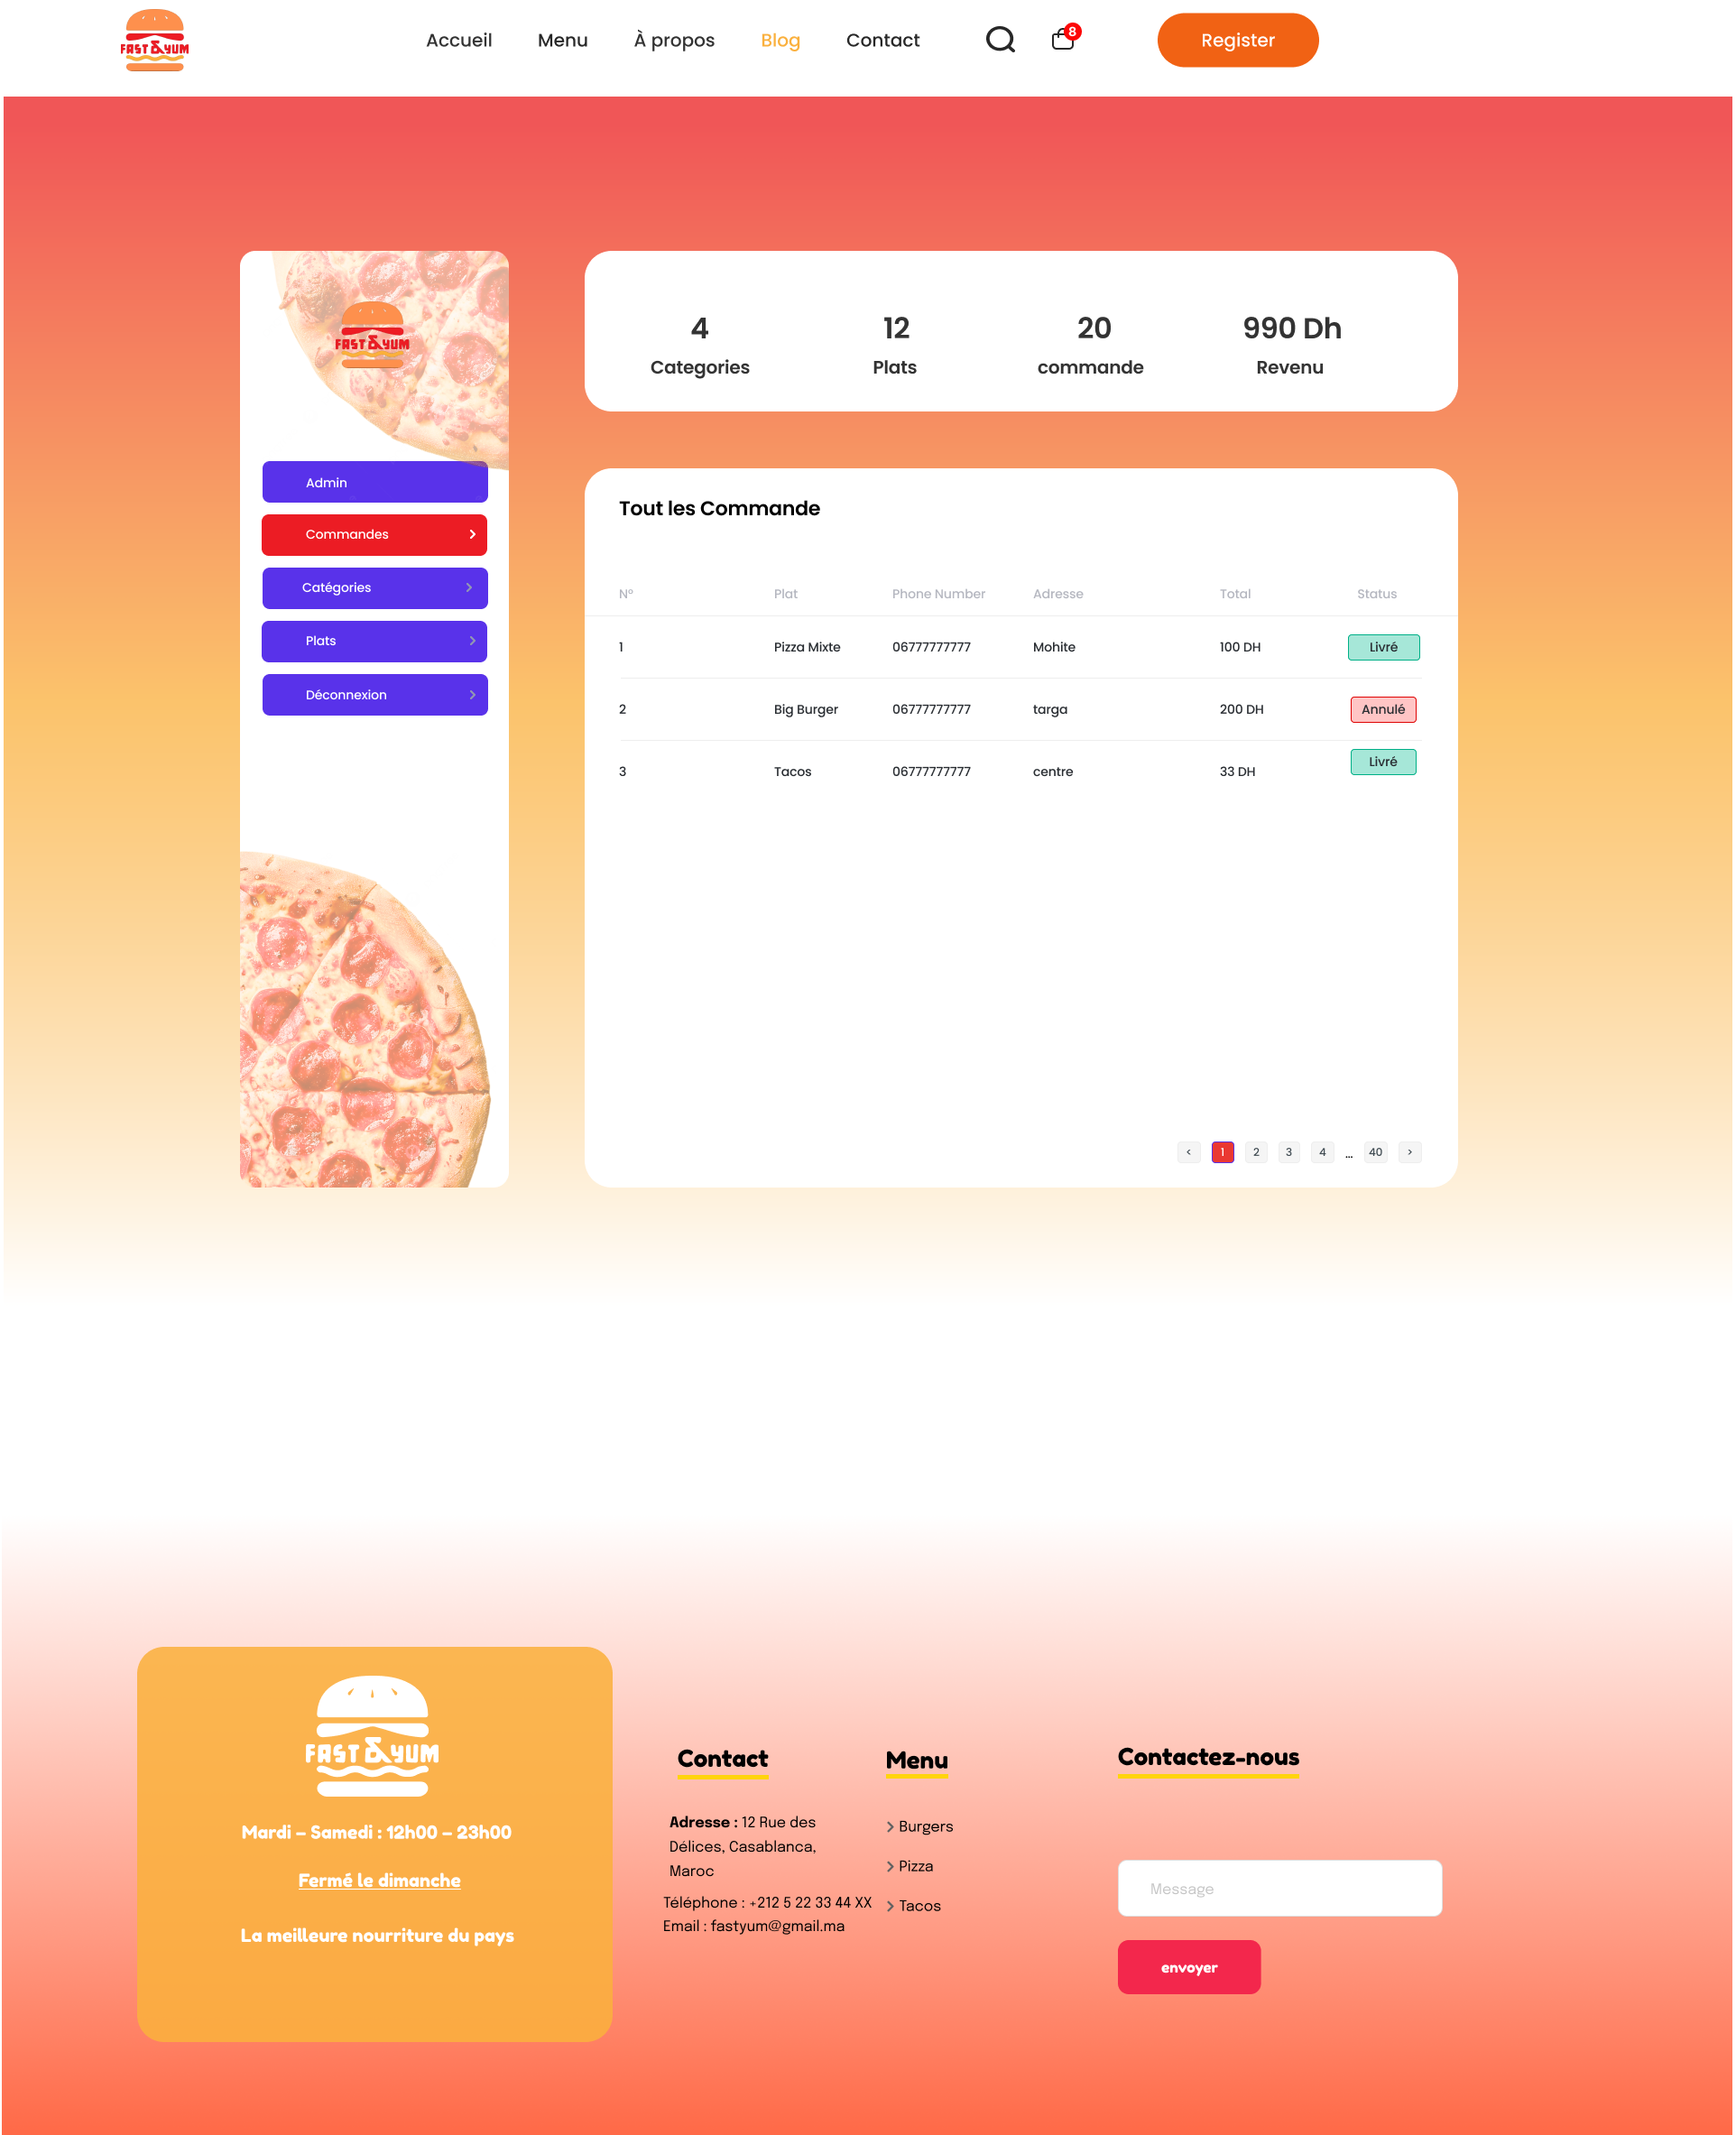 FAST & YUM
Accueil Menu À propos Blog Contact 8 Register
FAST & YUM
Admin
Commandes
Catégories
Plats
Déconnexion
4 12 20 990 Dh
Categories Plats commande Revenu
Tout les Commande
N° Plat Phone Number Adresse Total Status
1 Pizza Mixte 06777777777 Mohite 100 DH Livré
2 Big Burger 06777777777 targa 200 DH Annulé
3 Tacos 06777777777 centre 33 DH Livré
< 1 2 3 4 ... 40 >
FAST & YUM
Mardi – Samedi : 12h00 – 23h00
Fermé le dimanche
La meilleure nourriture du pays
Contact
Adresse : 12 Rue des
Délices, Casablanca,
Maroc
Téléphone : +212 5 22 33 44 XX
Email : fastyum@gmail.ma
Menu
Burgers
Pizza
Tacos
Contactez-nous
Message
envoyer